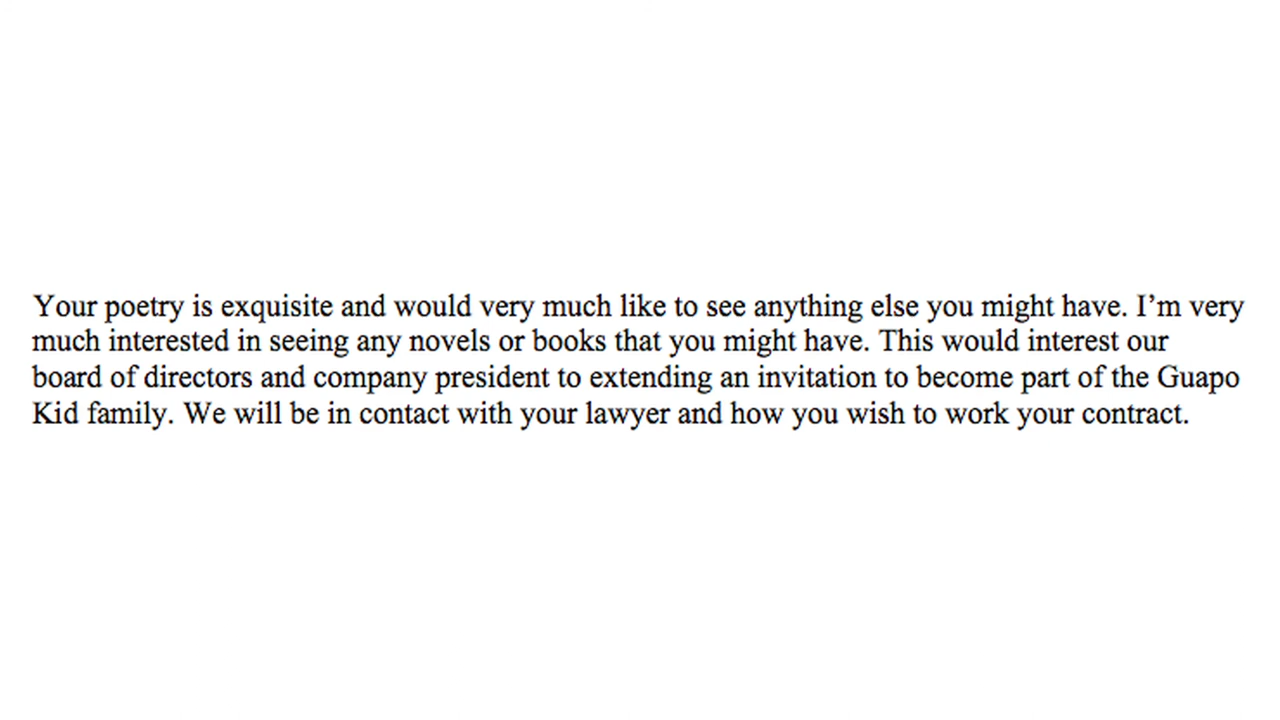 Your poetry is exquisite and would very much like to see anything else you might have. I’m very
much interested in seeing any novels or books that you might have. This would interest our
board of directors and company president to extending an invitation to become part of the Guapo
Kid family. We will be in contact with your lawyer and how you wish to work your contract.